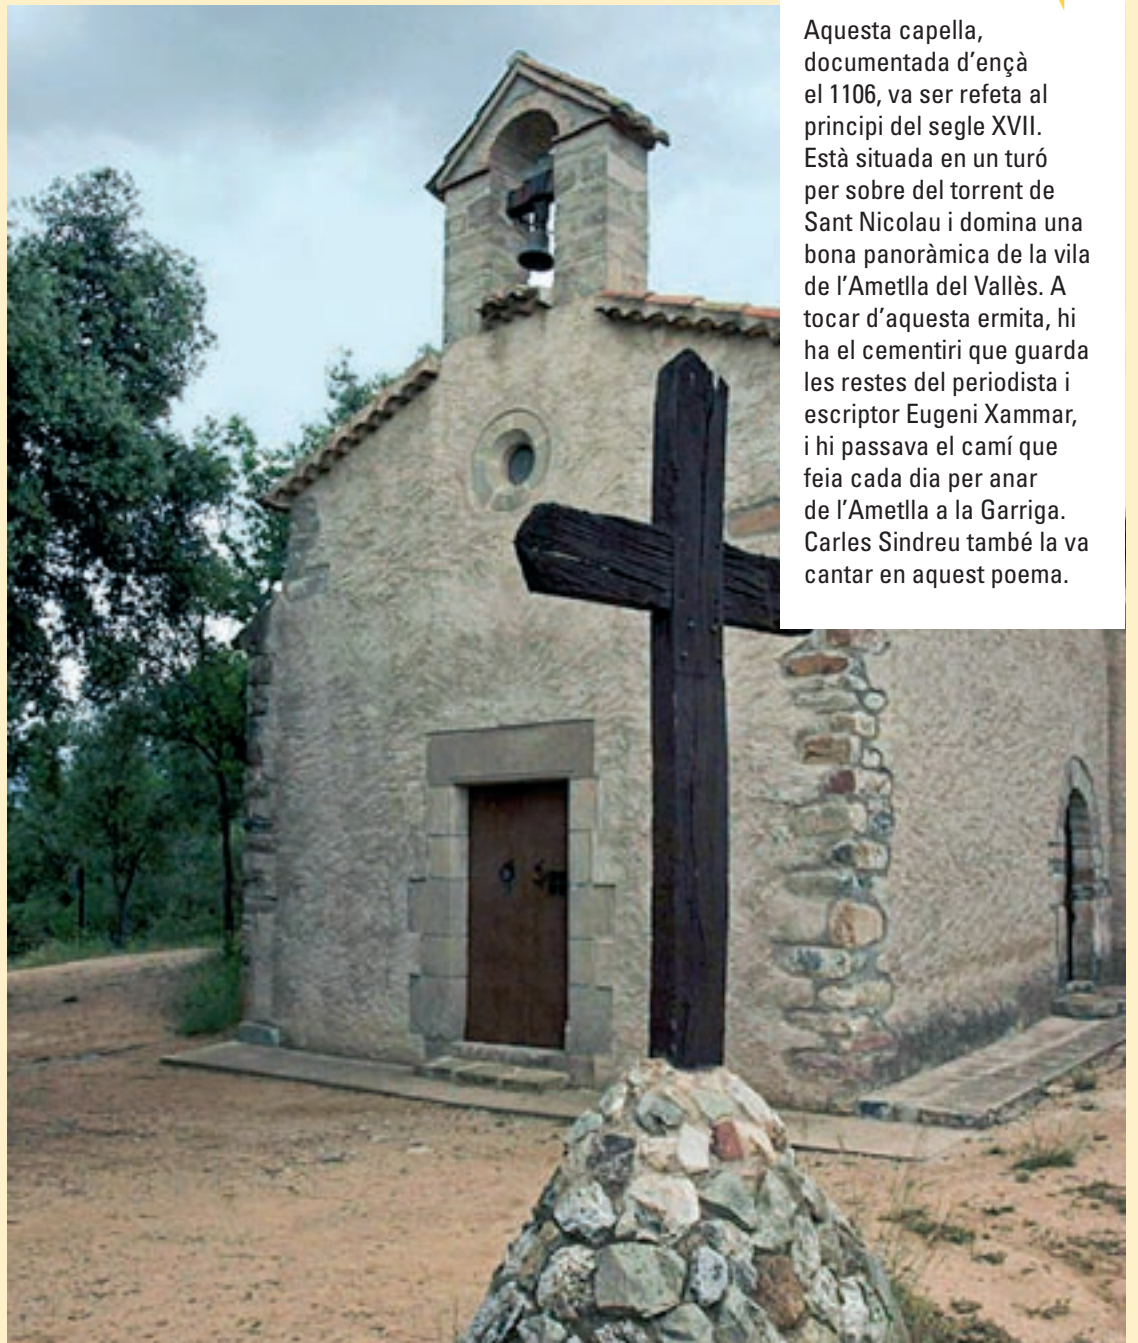 Aquesta capella,
documentada d’ençà
el 1106, va ser refeta al
principi del segle XVII.
Està situada en un turó
per sobre del torrent de
Sant Nicolau i domina una
bona panoràmica de la vila
de l’Ametlla del Vallès. A
tocar d’aquesta ermita, hi
ha el cementiri que guarda
les restes del periodista i
escriptor Eugeni Xammar,
i hi passava el camí que
feia cada dia per anar
de l’Ametlla a la Garriga.
Carles Sindreu també la va
cantar en aquest poema.